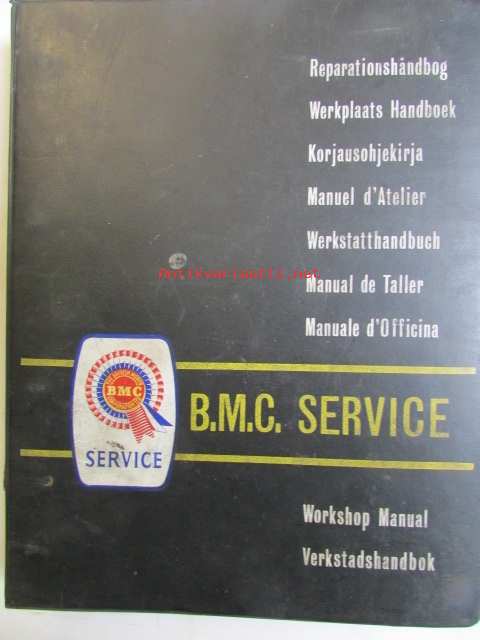 Reparationshåndbog
Werkplaats Handboek
Korjausohjekirja
Manuel d'Atelier
Werkstatthandbuch
Manual de Taller
Manuale d'Officina
BMC
SERVICE
B.M.C. SERVICE
Workshop Manual
Verkstadshandbok